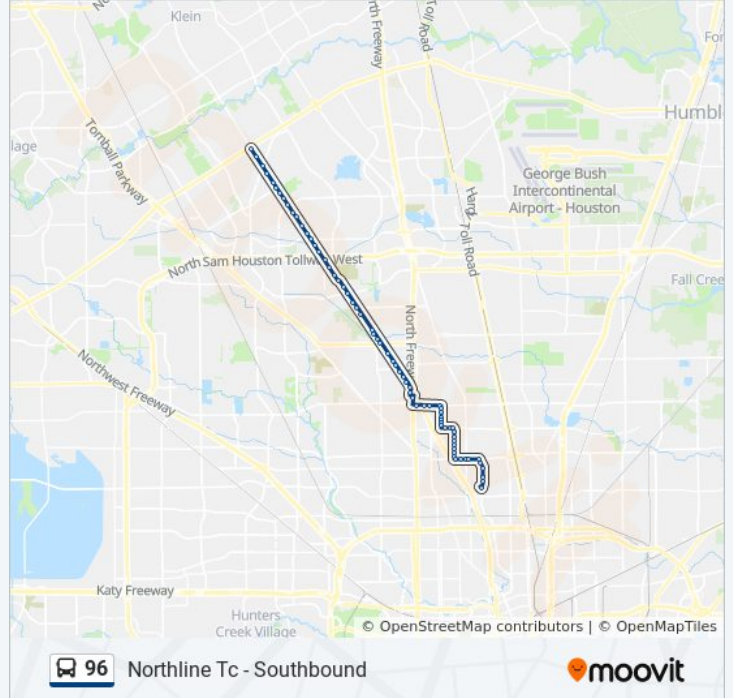 Klein
rth Freeway
Toll Road
For
Humbl
lage
Tomball Parkway
George Bush
Intercontinental
Airport - Houston
Hardy Toll Road
North Sam Houston Tollway West
Fall Cree
North Freeway
Northwest Freeway
Katy Freeway
Hunters
Creek Village
© OpenStreetMap contributors | © OpenMapTiles
96 Northline Tc - Southbound
moovit